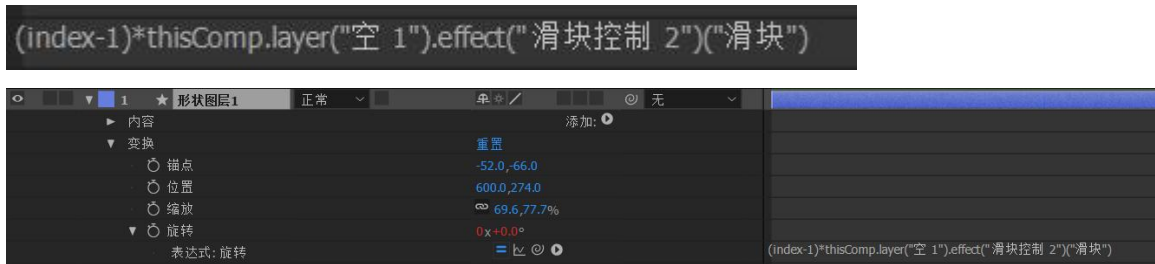 (index-1)*thisComp.layer("空 1").effect("滑块控制 2")("滑块")
1 ★ 形状图层1 正常 无
内容 添加:
变换 重置
锚点 -52.0,-66.0
位置 600.0,274.0
缩放 69.6,77.7%
旋转 0x+0.0°
表达式: 旋转 (index-1)*thisComp.layer("空 1").effect("滑块控制 2")("滑块")